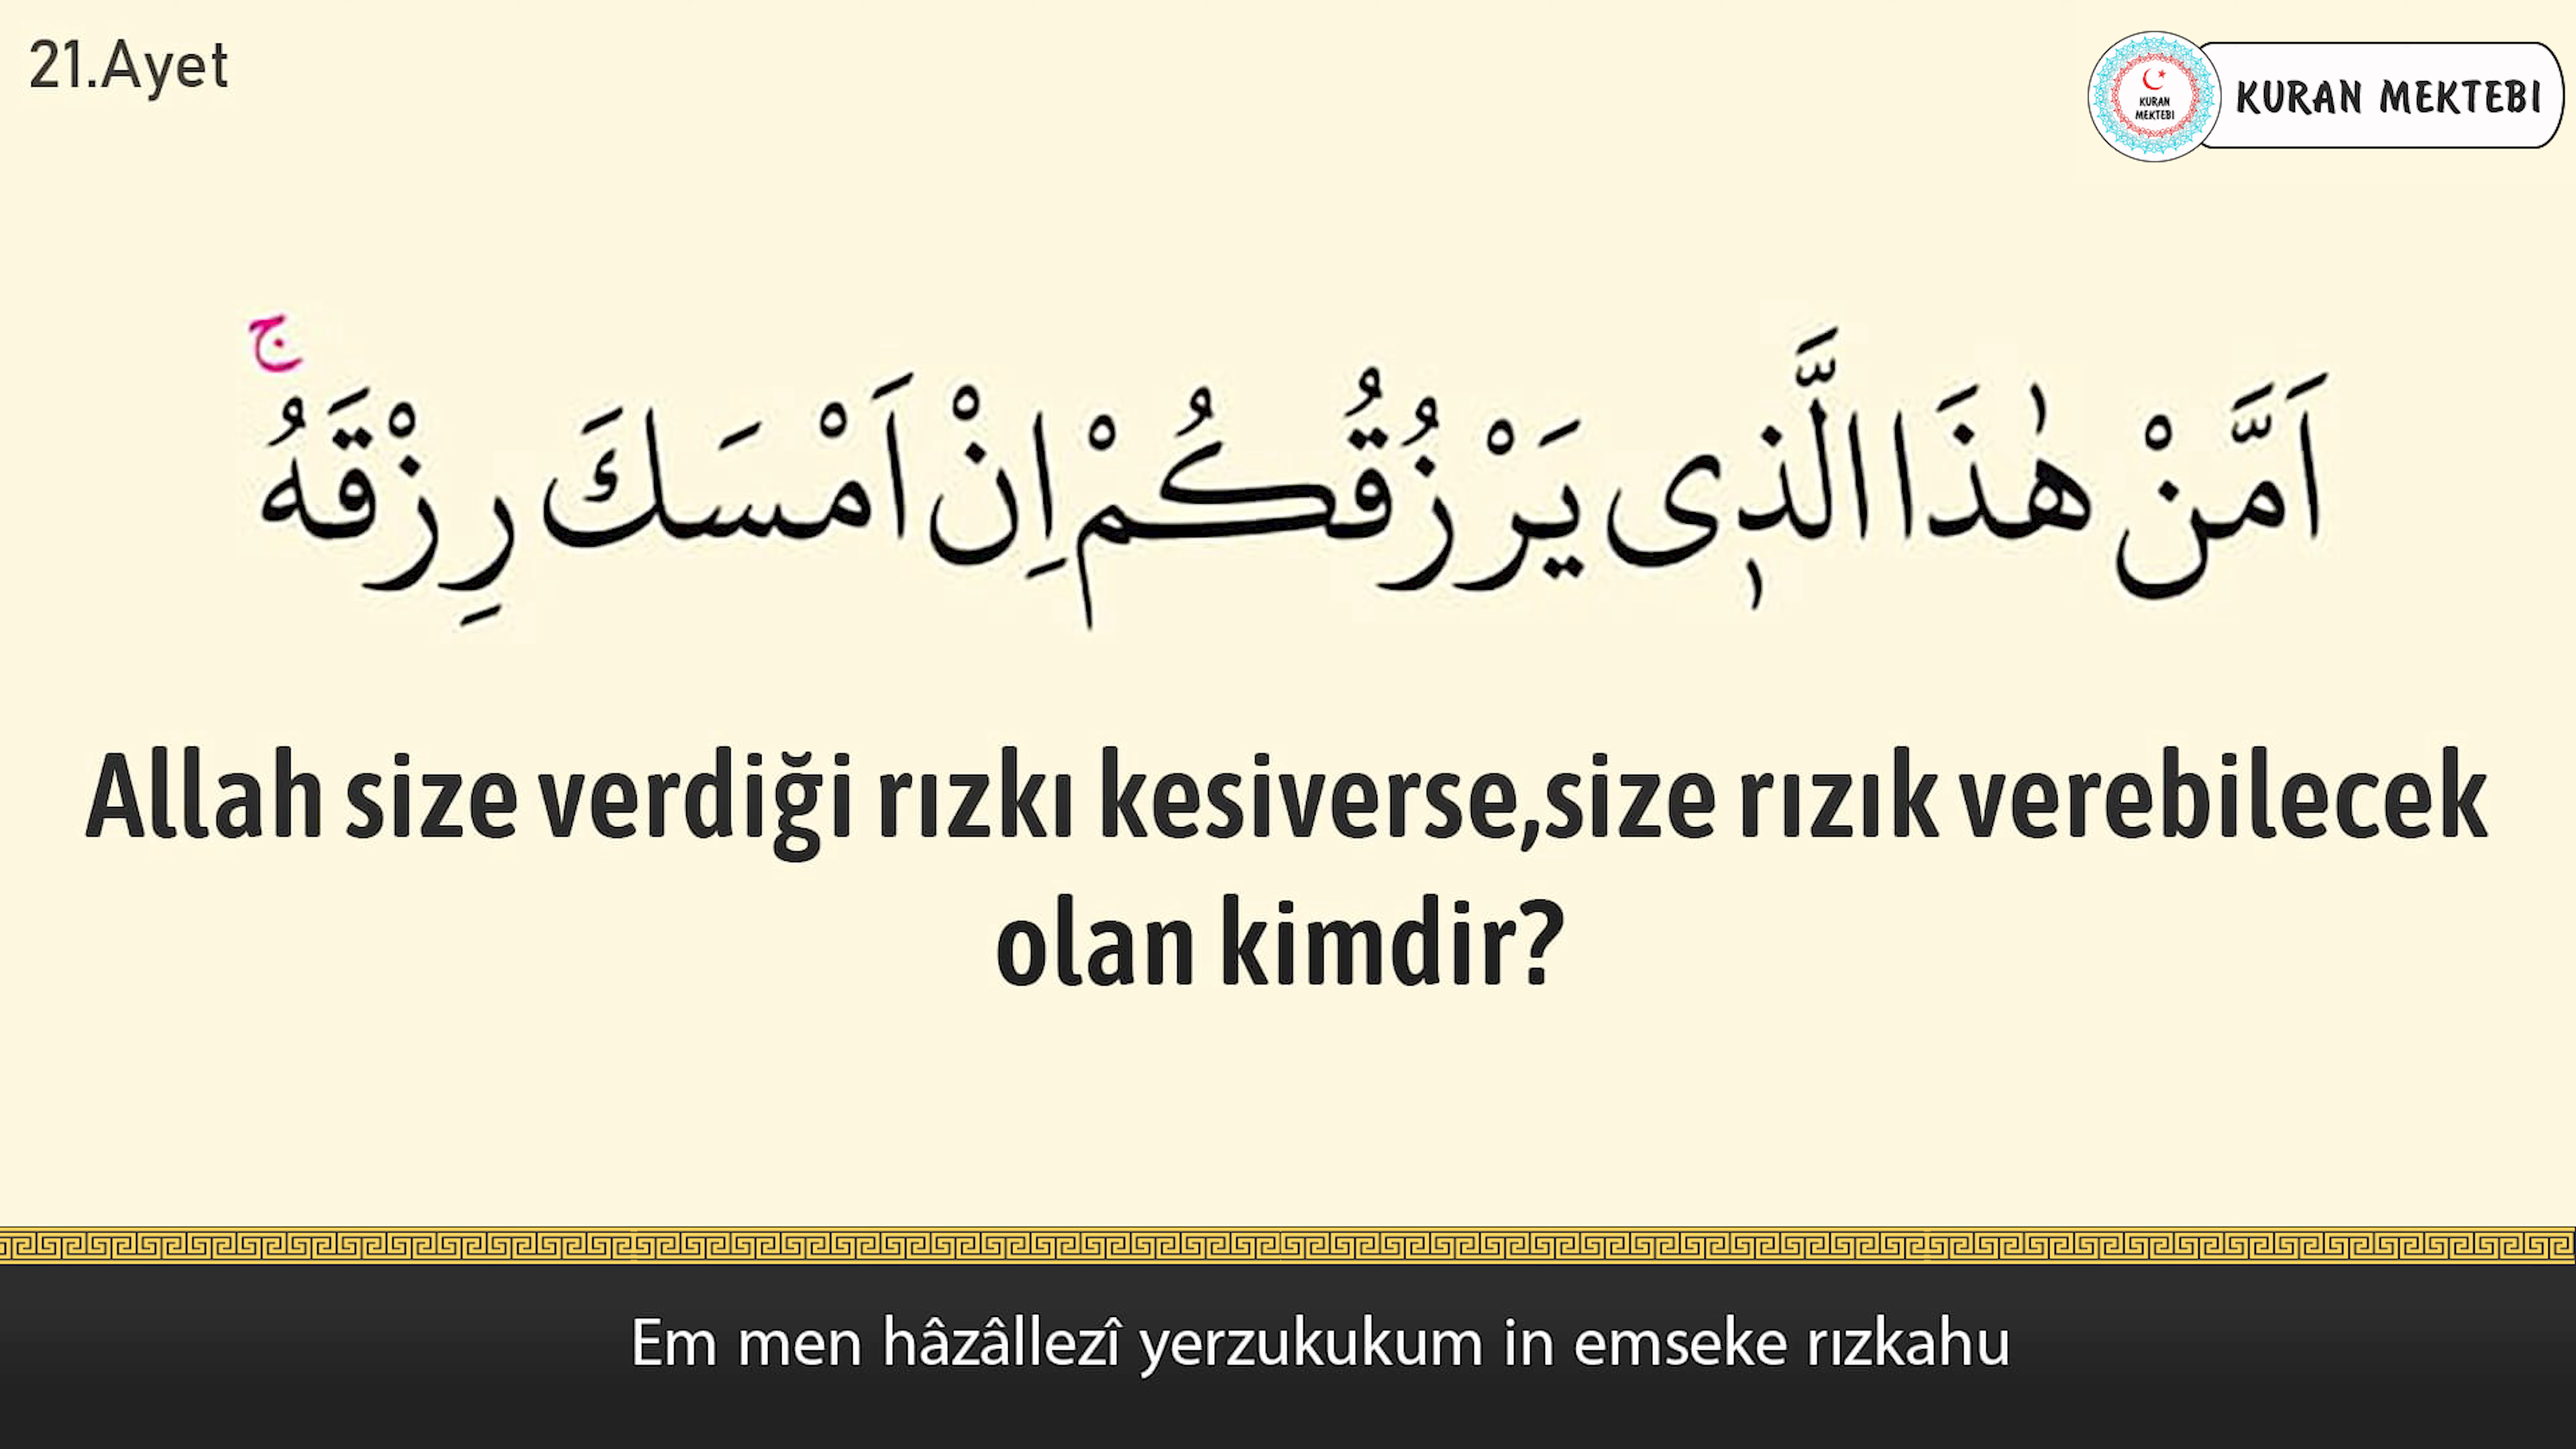 21.Ayet
KURAN
MEKTEBI
KURAN MEKTEBI
ۚ
اَمَّنْ هٰذَا الَّذٖى يَرْزُقُكُمْ اِنْ اَمْسَكَ رِزْقَهُ
Allah size verdiği rızkı kesiverse,size rızık verebilecek
olan kimdir?
Em men hâzâllezî yerzukukum in emseke rızkahu